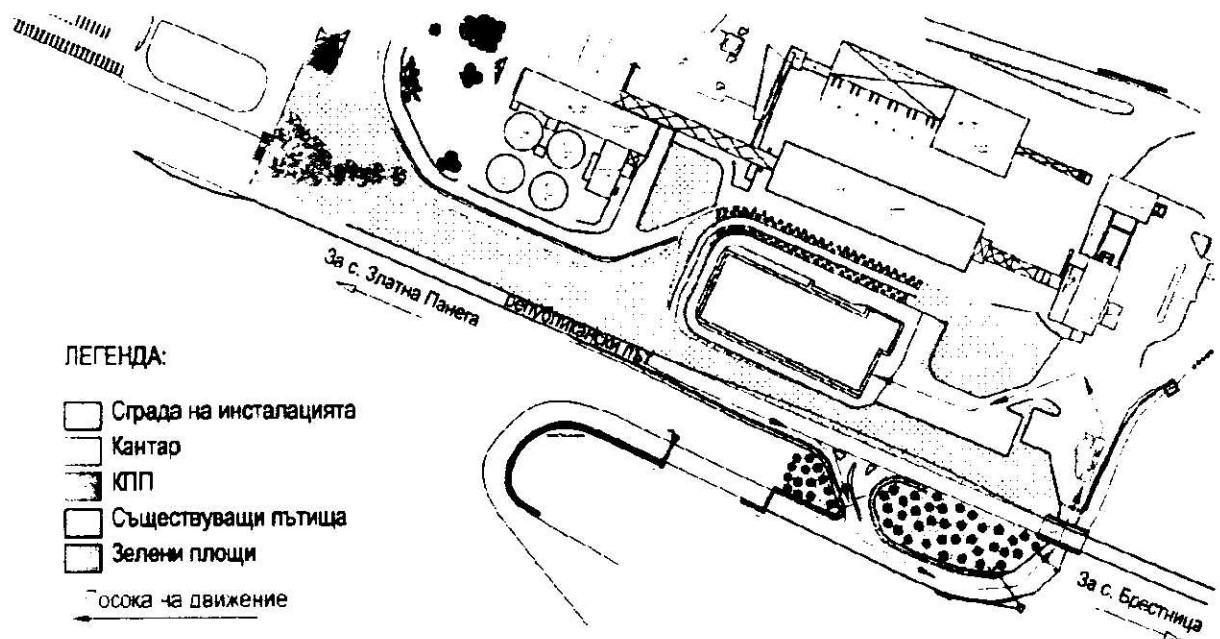 За с. Златна Панега
републикански път
ЛЕГЕНДА:
Сграда на инсталацията
Кантар
КПП
Съществуващи пътища
Зелени площи
Посока на движение
За с. Брестница